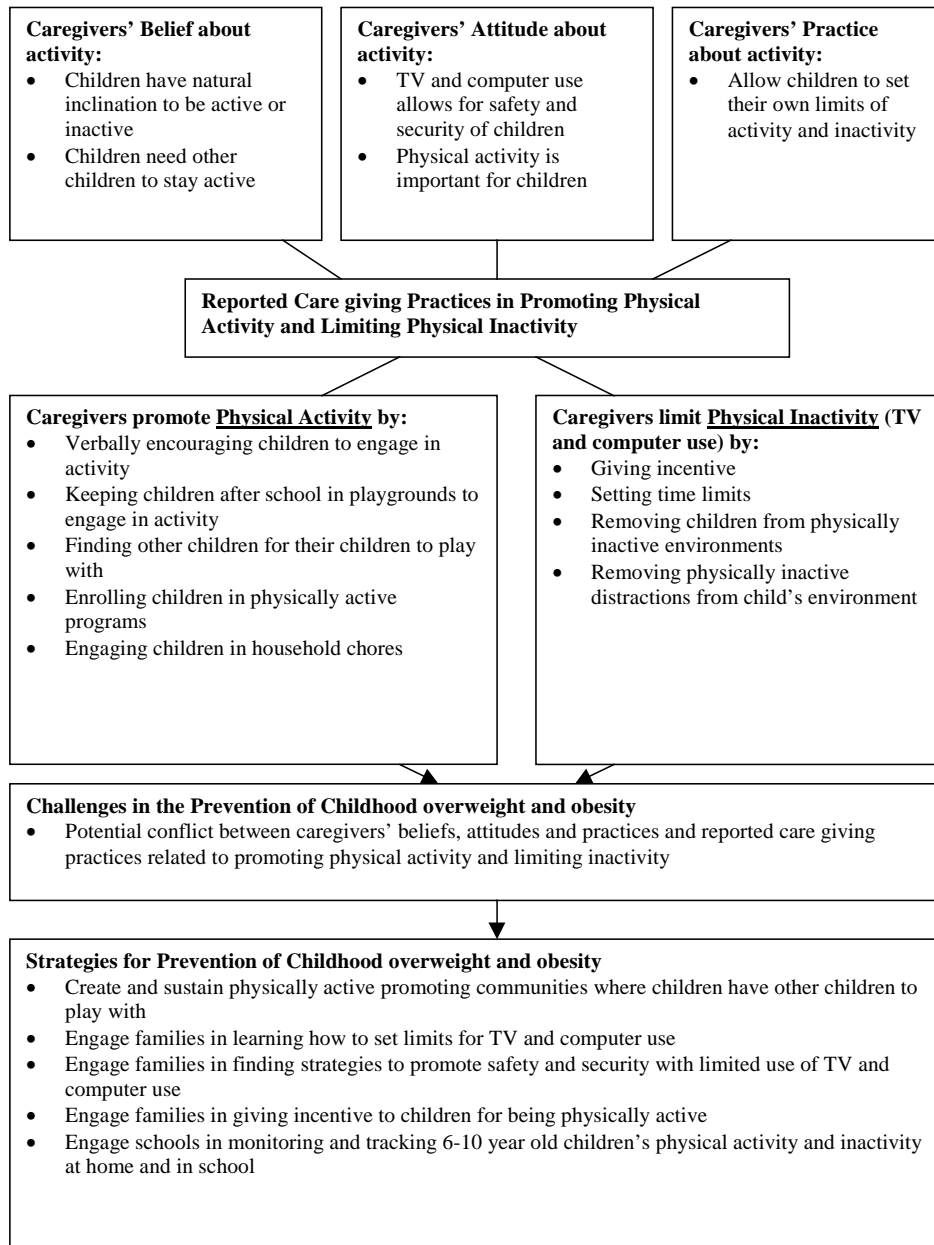 Caregivers' Belief about
activity:
• Children have natural
inclination to be active or
inactive
• Children need other
children to stay active
Caregivers' Attitude about
activity:
• TV and computer use
allows for safety and
security of children
• Physical activity is
important for children
Caregivers' Practice
about activity:
• Allow children to set
their own limits of
activity and inactivity
Reported Care giving Practices in Promoting Physical
Activity and Limiting Physical Inactivity
Caregivers promote Physical Activity by:
• Verbally encouraging children to engage in
activity
• Keeping children after school in playgrounds to
engage in activity
• Finding other children for their children to play
with
• Enrolling children in physically active
programs
• Engaging children in household chores
Caregivers limit Physical Inactivity (TV
and computer use) by:
• Giving incentive
• Setting time limits
• Removing children from physically
inactive environments
• Removing physically inactive
distractions from child's environment
Challenges in the Prevention of Childhood overweight and obesity
• Potential conflict between caregivers' beliefs, attitudes and practices and reported care giving
practices related to promoting physical activity and limiting inactivity
Strategies for Prevention of Childhood overweight and obesity
• Create and sustain physically active promoting communities where children have other children to
play with
• Engage families in learning how to set limits for TV and computer use
• Engage families in finding strategies to promote safety and security with limited use of TV and
computer use
• Engage families in giving incentive to children for being physically active
• Engage schools in monitoring and tracking 6-10 year old children's physical activity and inactivity
at home and in school